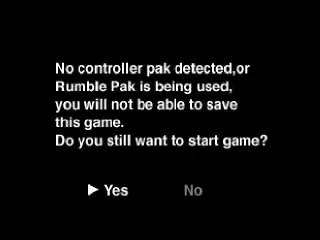 No controller pak detected,or
Rumble Pak is being used,
you will not be able to save
this game.
Do you still want to start game?
Yes No